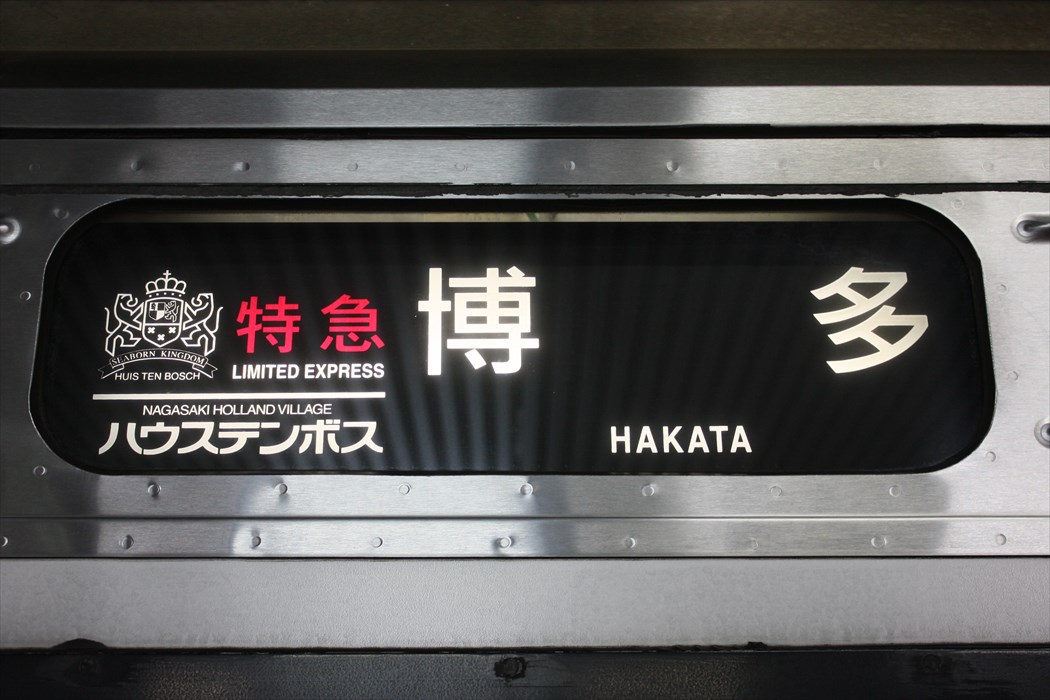 SEABORN KINGDOM
HUIS TEN BOSCH
特急
LIMITED EXPRESS
NAGASAKI HOLLAND VILLAGE
ハウステンボス
博多
HAKATA